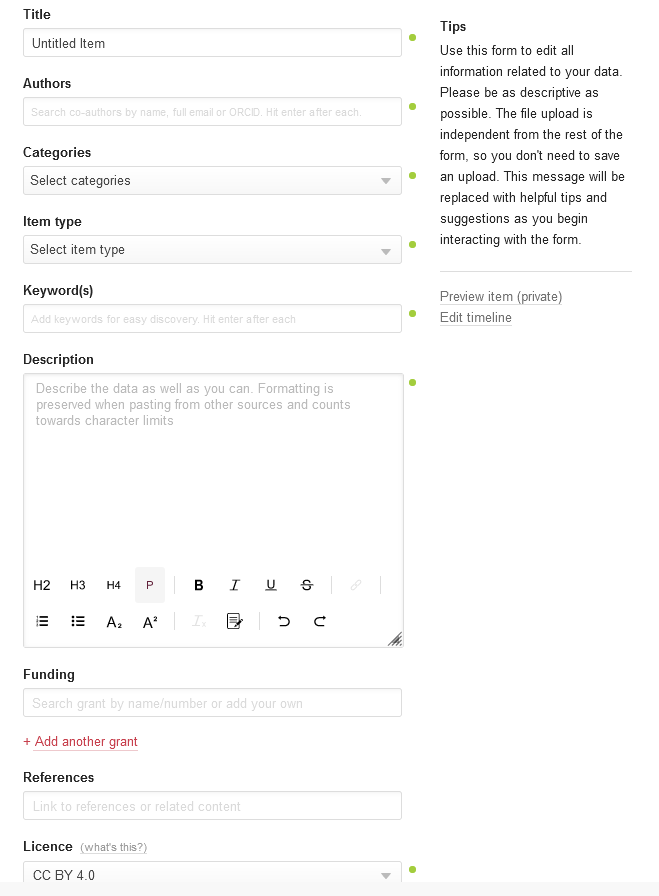 Title
Untitled Item
Authors
Search co-authors by name, full email or ORCID. Hit enter after each.
Categories
Select categories
Item type
Select item type
Keyword(s)
Add keywords for easy discovery. Hit enter after each
Description
Describe the data as well as you can. Formatting is
preserved when pasting from other sources and counts
towards character limits
H2 H3 H4 P B I U S
A₂ A² Iₓ
Funding
Search grant by name/number or add your own
+ Add another grant
References
Link to references or related content
Licence (what's this?)
CC BY 4.0
Tips
Use this form to edit all
information related to your data.
Please be as descriptive as
possible. The file upload is
independent from the rest of the
form, so you don't need to save
an upload. This message will be
replaced with helpful tips and
suggestions as you begin
interacting with the form.
Preview item (private)
Edit timeline